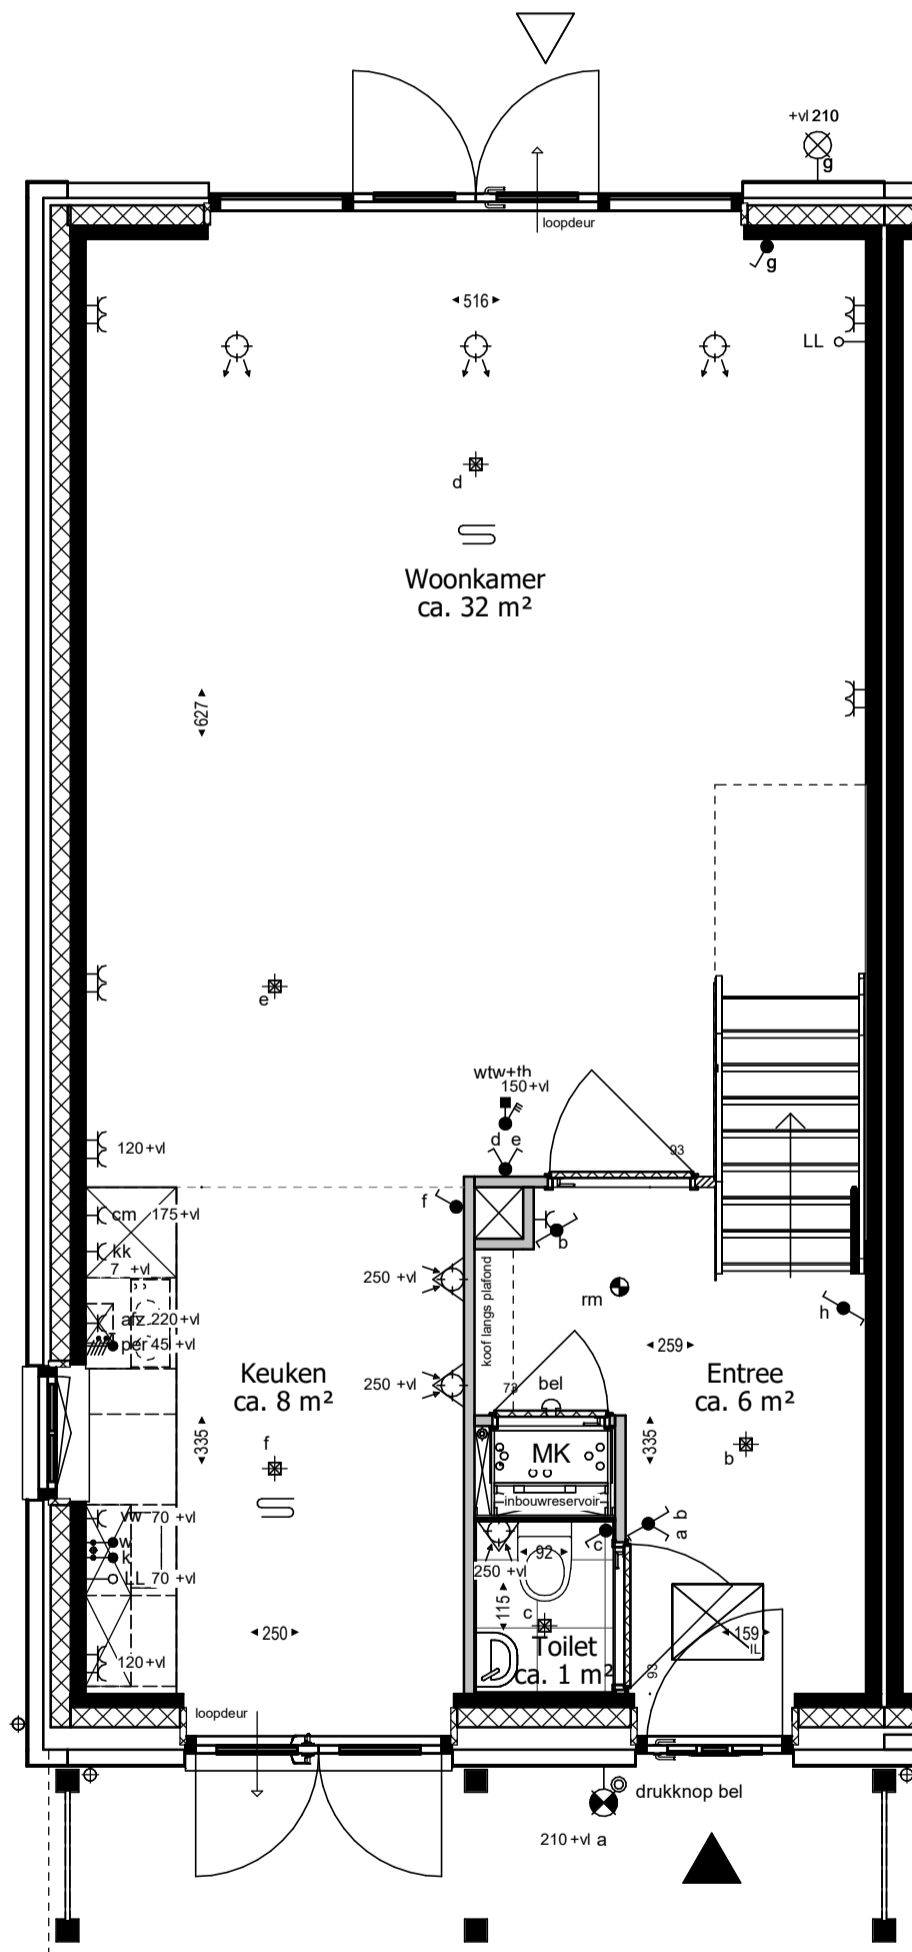 +vl 210
g
loopdeur
g
516
LL
d
Woonkamer
ca. 32 m²
627
e
wtw+th
150+vl
d e
93
120+vl
f
cm 175+vl
b
kk
7 +vl
250 +vl
koof langs plafond
rm
h
afz 220+vl
per 45+vl
259
Keuken
ca. 8 m²
250 +vl
73
bel
Entree
ca. 6 m²
f
335
MK
335
b
inbouwreservoir
vw 70 +vl
b
a
w
c
k
92
250 +vl
LL 70 +vl
115
c
250
159
Toilet
ca. 1 m²
IL
120+vl
93
loopdeur
drukknop bel
210+vl a